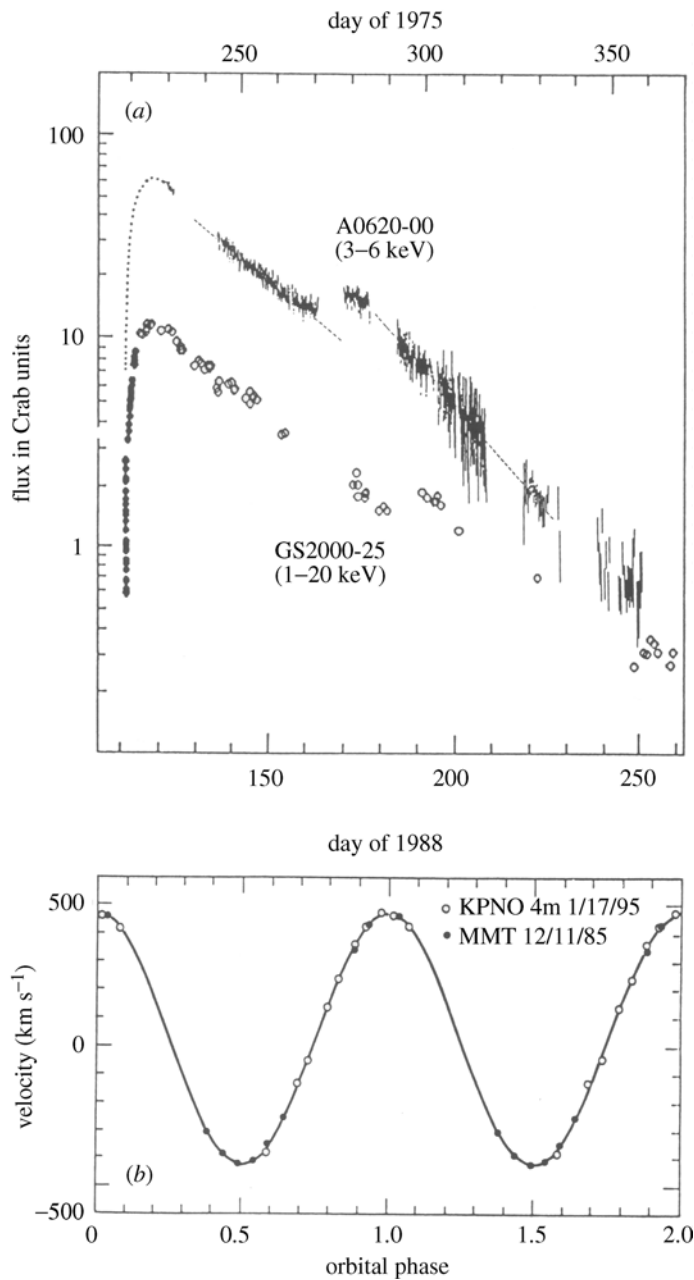 day of 1975
250 300 350
(a)
100
10
1
flux in Crab units
A0620-00
(3–6 keV)
GS2000-25
(1–20 keV)
150 200 250
day of 1988
500
0
−500
velocity (km s⁻¹)
KPNO 4m 1/17/95
MMT 12/11/85
(b)
0 0.5 1.0 1.5 2.0
orbital phase